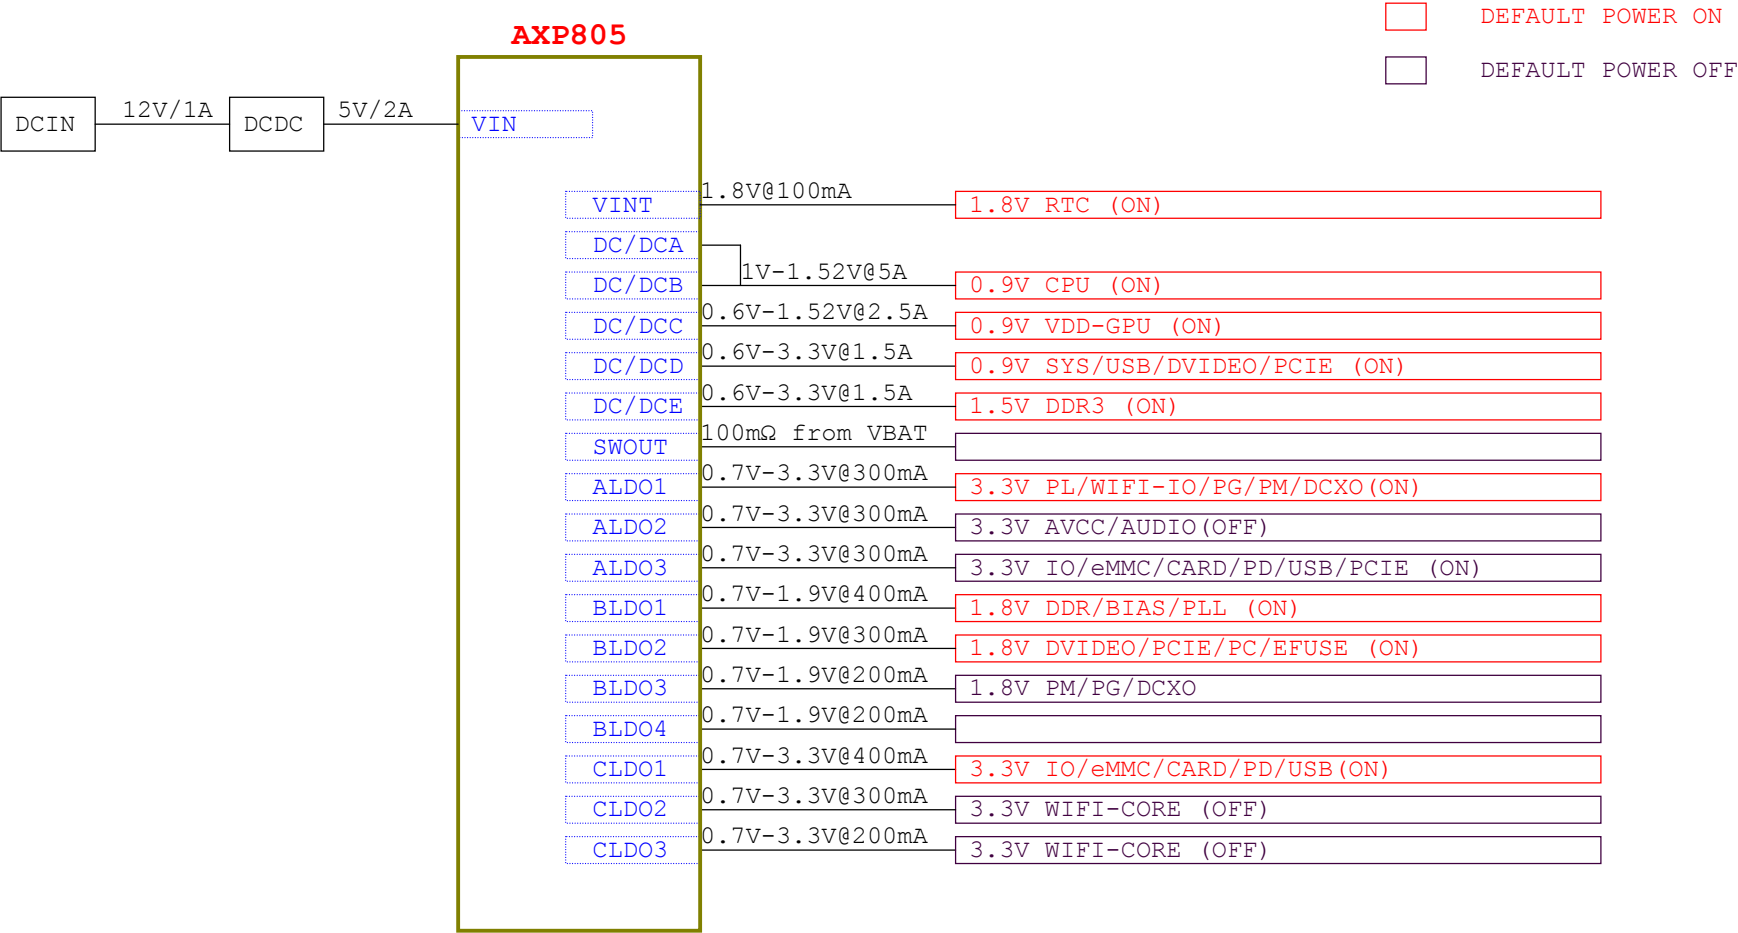 DEFAULT POWER ON
AXP805
DEFAULT POWER OFF
DCIN
12V/1A
DCDC
5V/2A
VIN
VINT
1.8V@100mA
1.8V RTC (ON)
DC/DCA
DC/DCB
1V-1.52V@5A
0.9V CPU (ON)
DC/DCC
0.6V-1.52V@2.5A
0.9V VDD-GPU (ON)
DC/DCD
0.6V-3.3V@1.5A
0.9V SYS/USB/DVIDEO/PCIE (ON)
DC/DCE
0.6V-3.3V@1.5A
1.5V DDR3 (ON)
SWOUT
100mΩ from VBAT
ALDO1
0.7V-3.3V@300mA
3.3V PL/WIFI-IO/PG/PM/DCXO(ON)
ALDO2
0.7V-3.3V@300mA
3.3V AVCC/AUDIO(OFF)
ALDO3
0.7V-3.3V@300mA
3.3V IO/eMMC/CARD/PD/USB/PCIE (ON)
BLDO1
0.7V-1.9V@400mA
1.8V DDR/BIAS/PLL (ON)
BLDO2
0.7V-1.9V@300mA
1.8V DVIDEO/PCIE/PC/EFUSE (ON)
BLDO3
0.7V-1.9V@200mA
1.8V PM/PG/DCXO
BLDO4
0.7V-1.9V@200mA
CLDO1
0.7V-3.3V@400mA
3.3V IO/eMMC/CARD/PD/USB(ON)
CLDO2
0.7V-3.3V@300mA
3.3V WIFI-CORE (OFF)
CLDO3
0.7V-3.3V@200mA
3.3V WIFI-CORE (OFF)